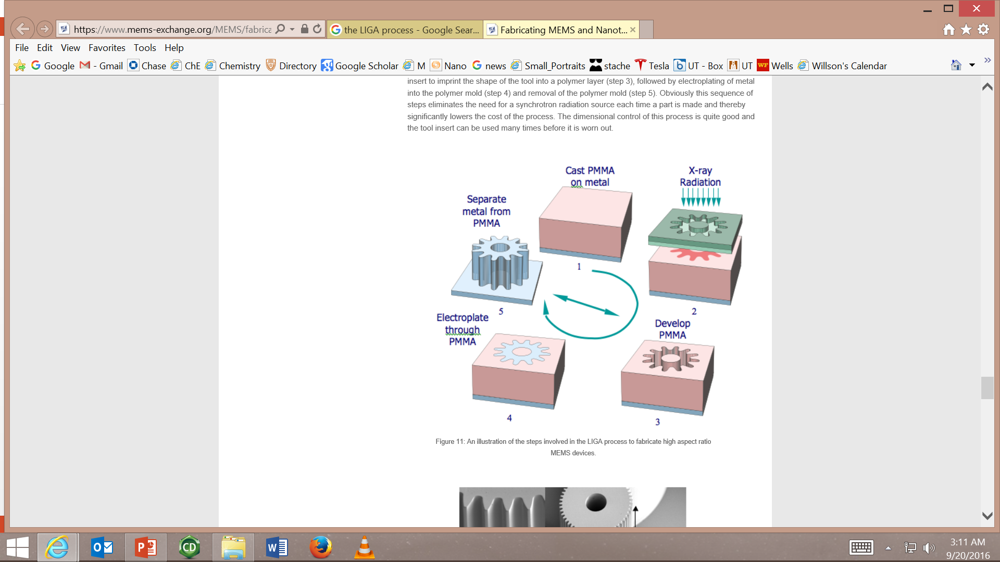 https://www.mems-exchange.org/MEMS/fabrica
the LIGA process - Google Sear...
Fabricating MEMS and Nanot...
File Edit View Favorites Tools Help
Google - Gmail Chase ChE Chemistry Directory Google Scholar M Nano news Small_Portraits stache Tesla UT - Box UT WF Wells Willson's Calendar
insert to imprint the shape of the tool into a polymer layer (step 3), followed by electroplating of metal
into the polymer mold (step 4) and removal of the polymer mold (step 5). Obviously this sequence of
steps eliminates the need for a synchrotron radiation source each time a part is made and thereby
significantly lowers the cost of the process. The dimensional control of this process is quite good and
the tool insert can be used many times before it is worn out.
Cast PMMA
on metal
1
X-ray
Radiation
2
Develop
PMMA
3
Electroplate
through
PMMA
4
Separate
metal from
PMMA
5
Figure 11: An illustration of the steps involved in the LIGA process to fabricate high aspect ratio
MEMS devices.
3:11 AM
9/20/2016